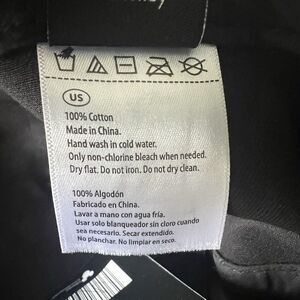 US
100% Cotton
Made in China.
Hand wash in cold water.
Only non-chlorine bleach when needed.
Dry flat. Do not iron. Do not dry clean.
100% Algodón
Fabricado en China.
Lavar a mano con agua fría.
Usar solo blanqueador sin cloro cuando
sea necesario. Secar extendido.
No planchar. No limpiar en seco.